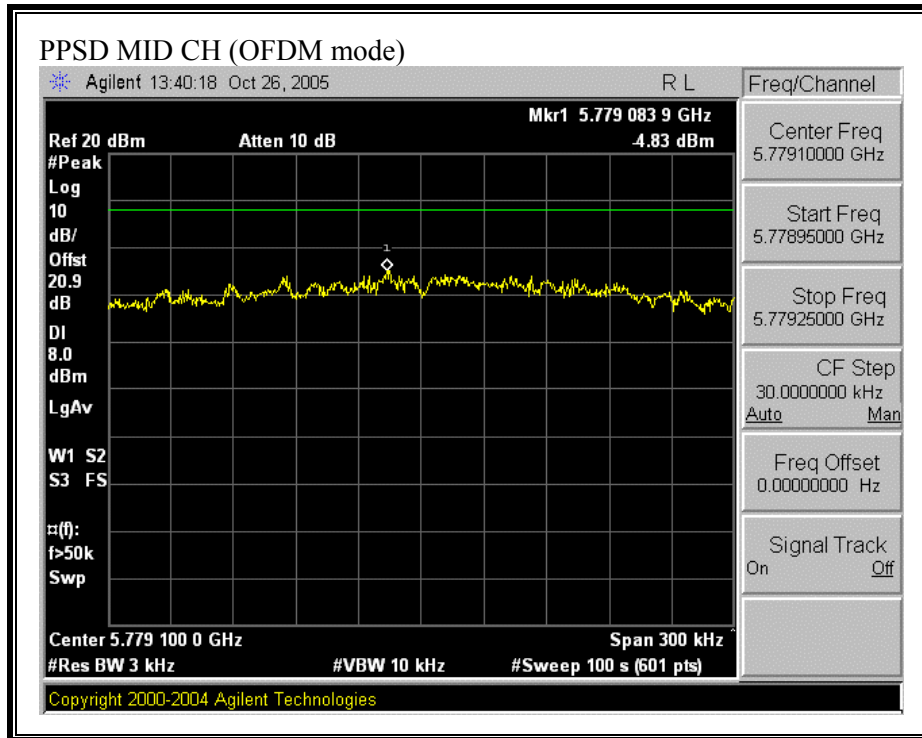 PPSD MID CH (OFDM mode)
Agilent 13:40:18 Oct 26, 2005 R L
Freq/Channel
Mkr1 5.779 083 9 GHz
Ref 20 dBm Atten 10 dB -4.83 dBm
#Peak
Log
10
dB/
Offst
20.9
dB
DI
8.0
dBm
LgAv
W1 S2
S3 FS
¤(f):
f>50k
Swp
1
Center 5.779 100 0 GHz Span 300 kHz
#Res BW 3 kHz #VBW 10 kHz #Sweep 100 s (601 pts)
Center Freq
5.77910000 GHz
Start Freq
5.77895000 GHz
Stop Freq
5.77925000 GHz
CF Step
30.0000000 kHz
Auto Man
Freq Offset
0.00000000 Hz
Signal Track
On Off
Copyright 2000-2004 Agilent Technologies